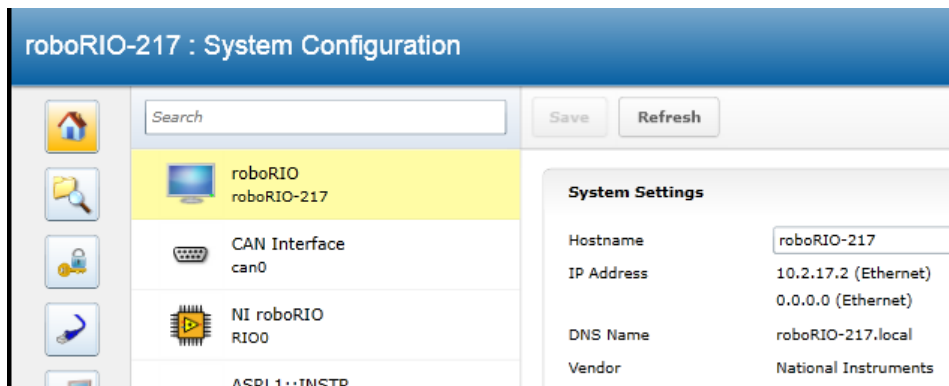 roboRIO-217 : System Configuration
Search
Save
Refresh
roboRIO
roboRIO-217
CAN Interface
can0
NI roboRIO
RIO0
ASRL1::INSTR
System Settings
Hostname
roboRIO-217
IP Address
10.2.17.2 (Ethernet)
0.0.0.0 (Ethernet)
DNS Name
roboRIO-217.local
Vendor
National Instruments